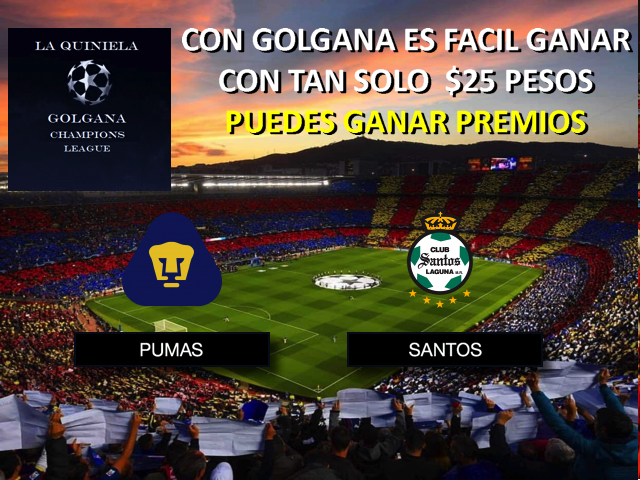 LA QUINIELA
GOLGANA
CHAMPIONS
LEAGUE
CON GOLGANA ES FACIL GANAR
CON TAN SOLO $25 PESOS
PUEDES GANAR PREMIOS
CLUB
Santos
LAGUNA
PUMAS
SANTOS